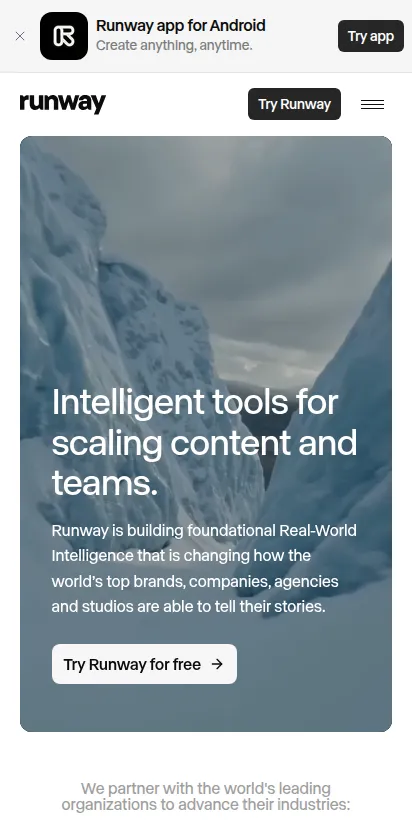 Runway app for Android
Create anything, anytime.
Try app
runway
Try Runway
Intelligent tools for
scaling content and
teams.
Runway is building foundational Real-World
Intelligence that is changing how the
world's top brands, companies, agencies
and studios are able to tell their stories.
Try Runway for free →
We partner with the world's leading
organizations to advance their industries: